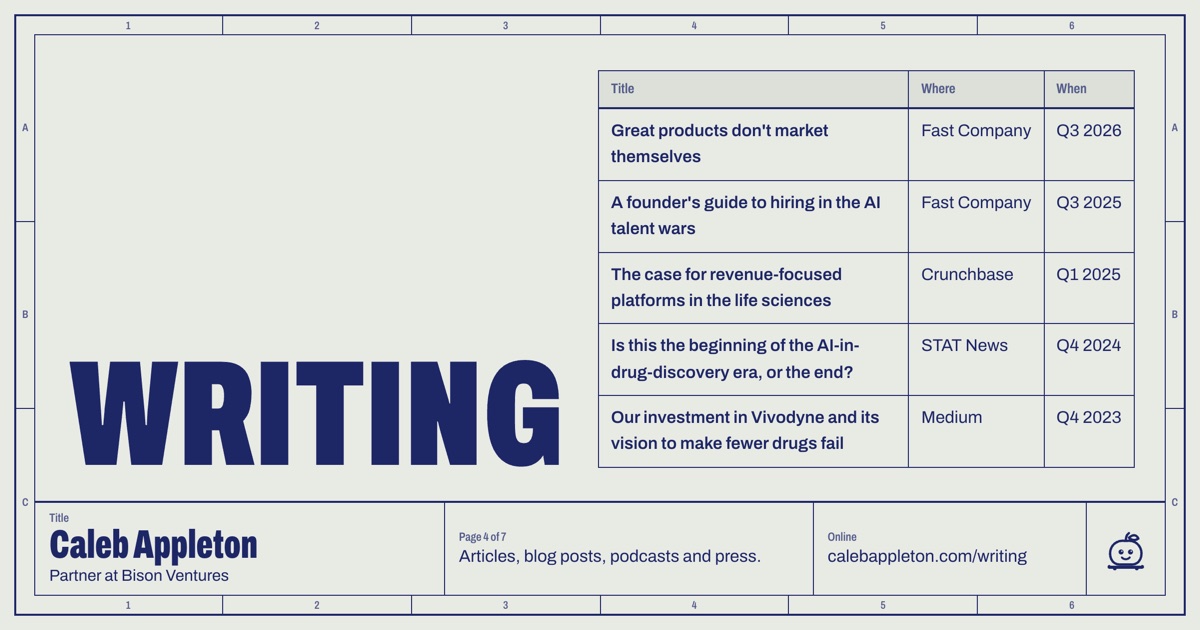 1 2 3 4 5 6
A A
B B
C C
Title Where When
Great products don't market
themselves
Fast Company Q3 2026
A founder's guide to hiring in the AI
talent wars
Fast Company Q3 2025
The case for revenue-focused
platforms in the life sciences
Crunchbase Q1 2025
Is this the beginning of the AI-in-
drug-discovery era, or the end?
STAT News Q4 2024
Our investment in Vivodyne and its
vision to make fewer drugs fail
Medium Q4 2023
WRITING
Title
Caleb Appleton
Partner at Bison Ventures
Page 4 of 7
Articles, blog posts, podcasts and press.
Online
calebappleton.com/writing
1 2 3 4 5 6